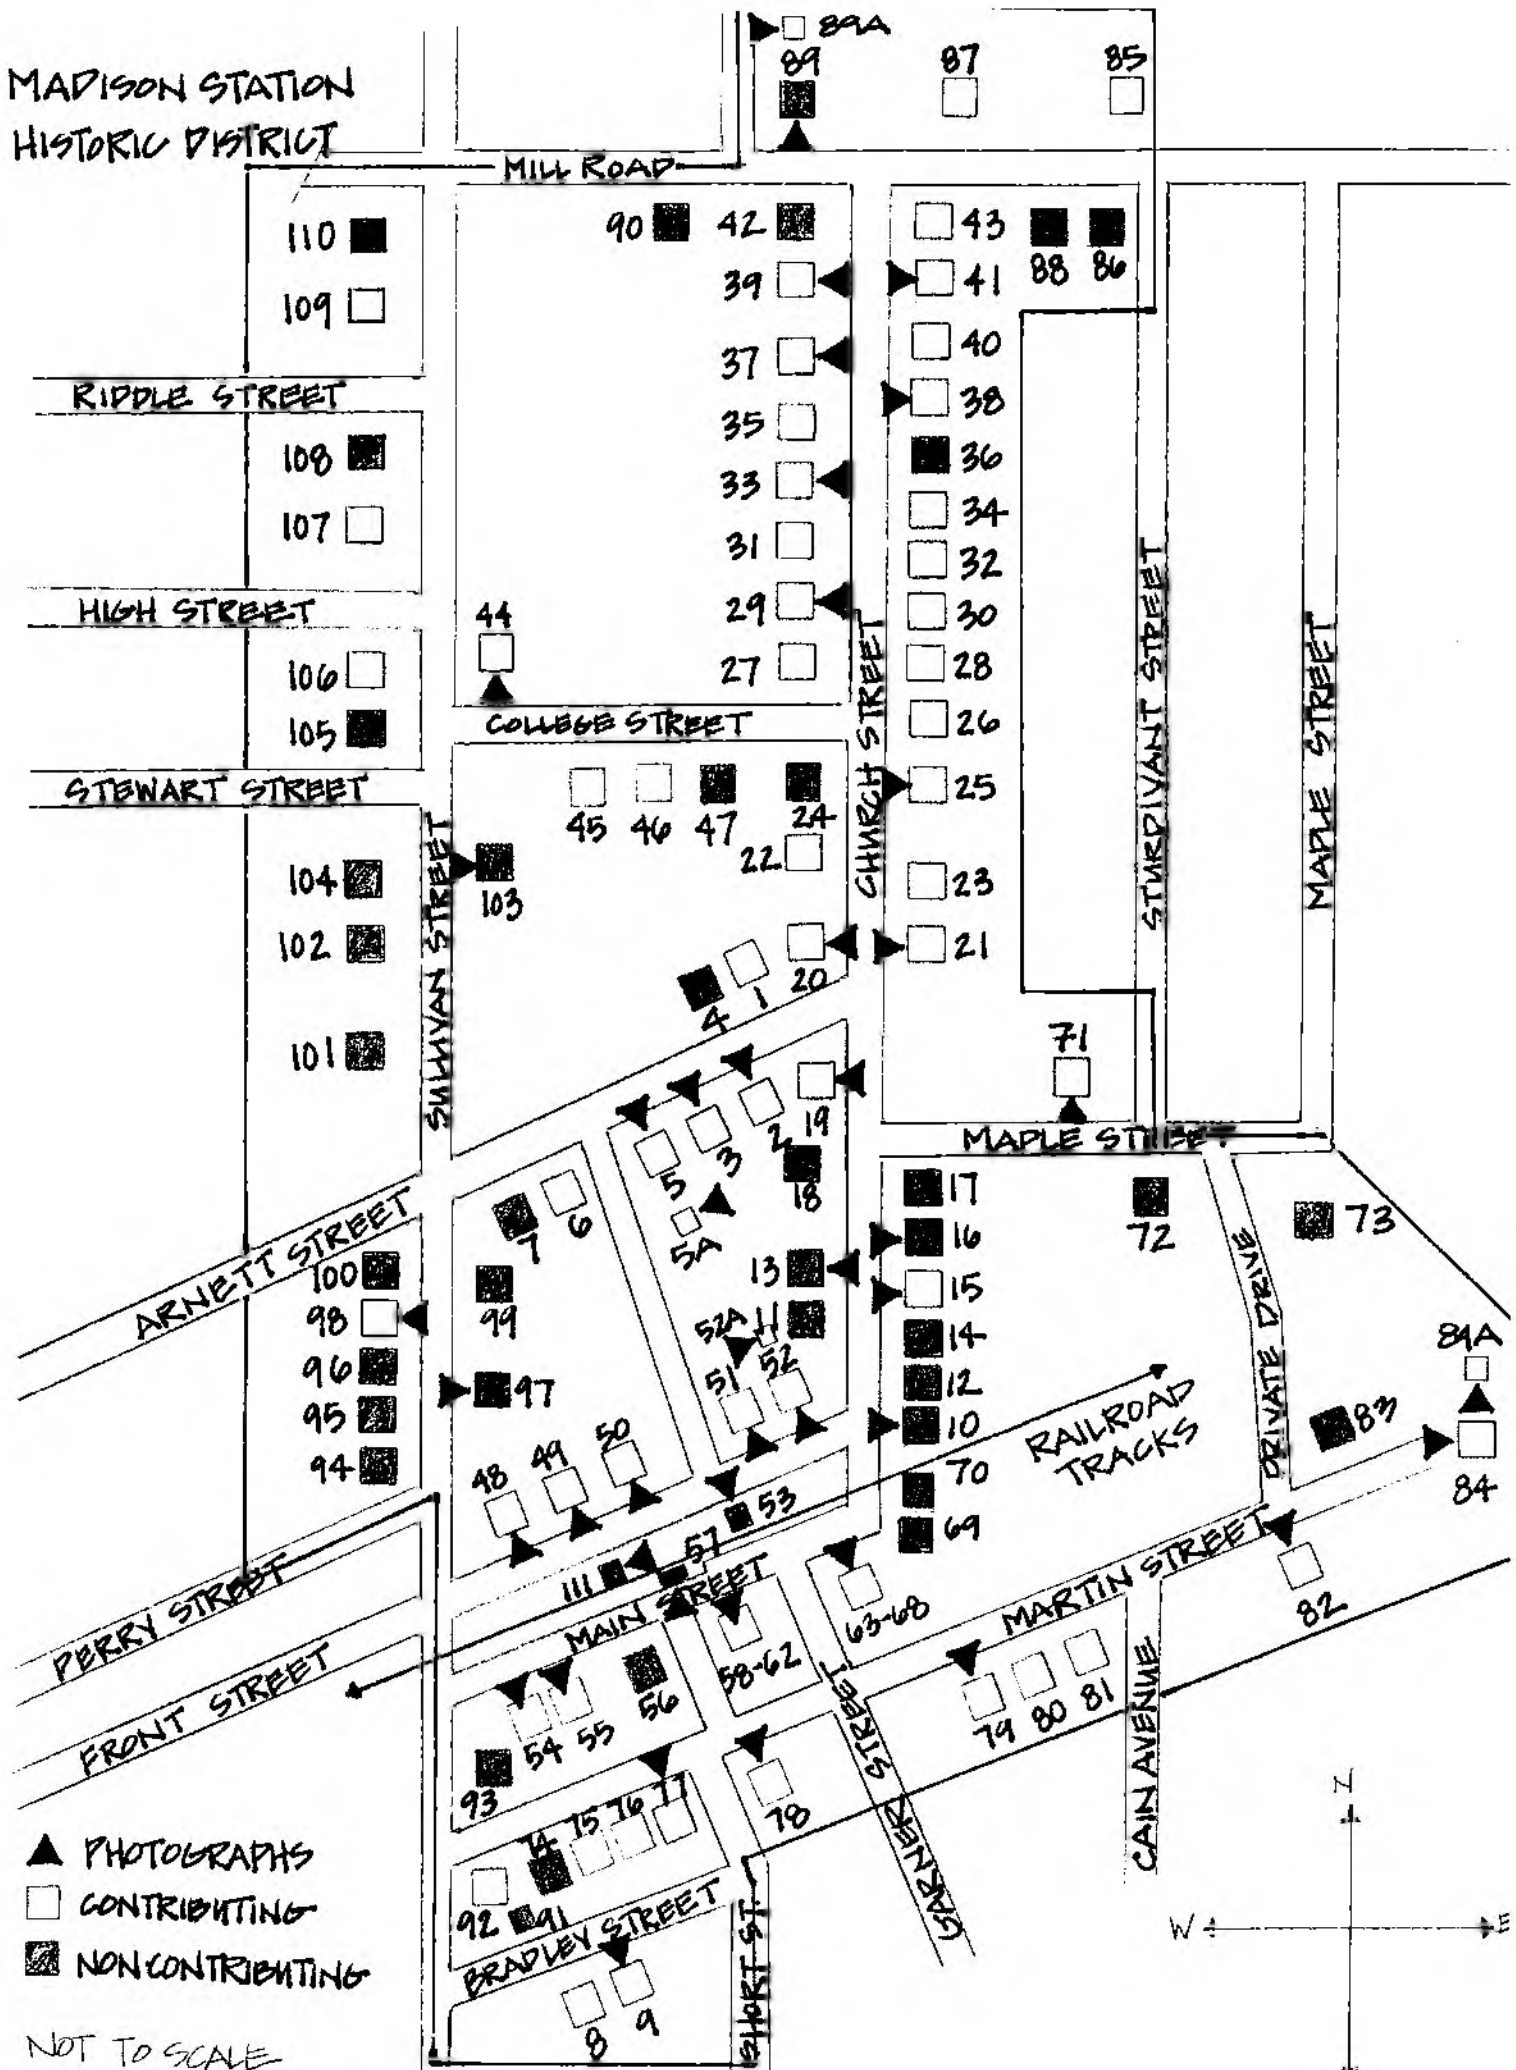 MADISON STATION
HISTORIC DISTRICT
89A
89
87
85
MILL ROAD
110
90
42
43
88
86
109
39
41
40
RIDDLE STREET
37
38
35
36
108
33
34
107
31
32
HIGH STREET
29
30
44
27
28
106
105
COLLEGE STREET
26
STEWART STREET
25
45
46
47
24
22
CHURCH STREET
STURDIVANT STREET
MAPLE STREET
104
103
23
102
SULLIVAN STREET
20
21
4
1
101
71
19
MAPLE STREET
5
3
2
18
17
72
73
7
6
5A
16
ARNETT STREET
100
99
13
15
PRIVATE DRIVE
98
52A
11
14
96
97
51
52
12
84A
95
10
RAILROAD
TRACKS
83
94
48
49
50
70
84
53
69
111
57
MAIN STREET
63-68
MARTIN STREET
82
PERRY STREET
58-62
FRONT STREET
54
55
56
79
80
81
93
GARNER STREET
CAIN AVENUE
74
75
76
77
78
92
91
BRADLEY STREET
SHORT ST.
8
9
PHOTOGRAPHS
CONTRIBUTING
NONCONTRIBUTING
NOT TO SCALE
N
W
E